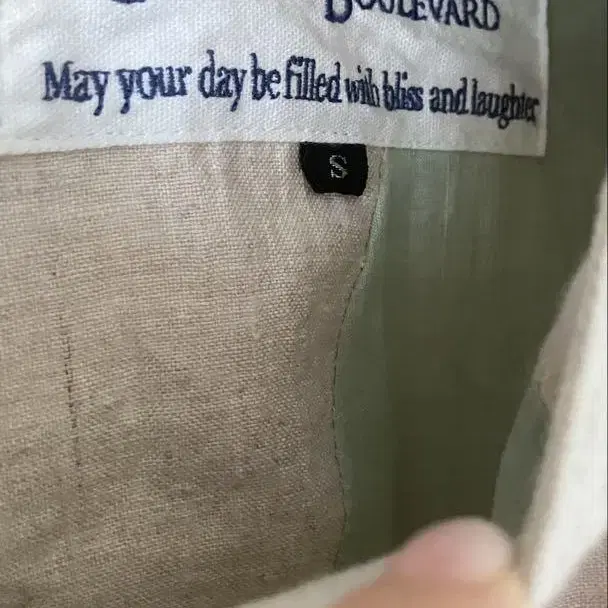 BOULEVARD
May your day be filled with bliss and laughter
S